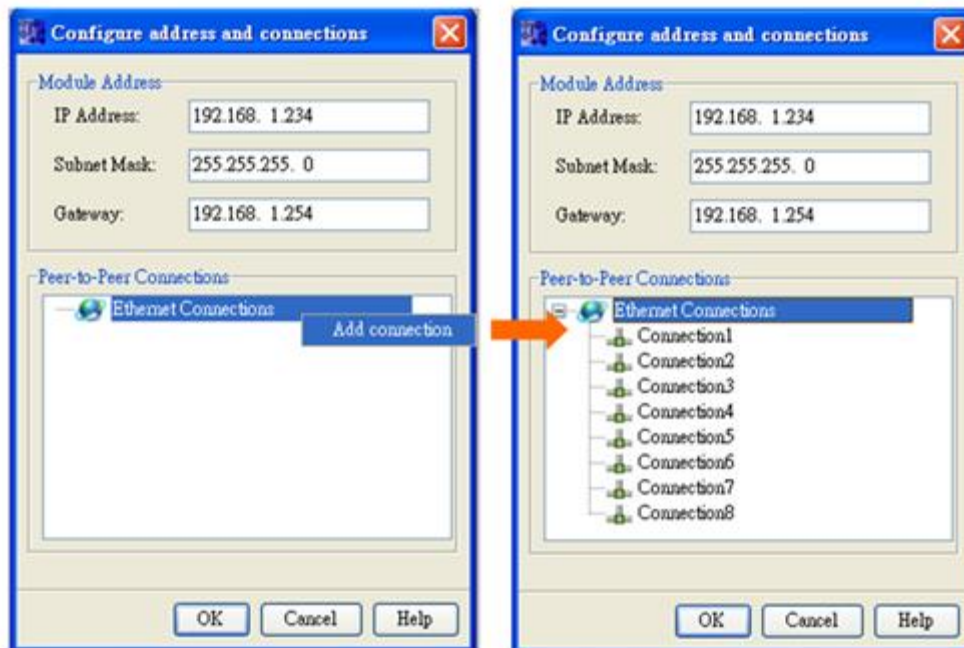 Configure address and connections
Module Address
IP Address: 192.168. 1.234
Subnet Mask: 255.255.255. 0
Gateway: 192.168. 1.254
Peer-to-Peer Connections
Ethernet Connections
Add connection
OK Cancel Help
Configure address and connections
Module Address
IP Address: 192.168. 1.234
Subnet Mask: 255.255.255. 0
Gateway: 192.168. 1.254
Peer-to-Peer Connections
Ethernet Connections
Connection1
Connection2
Connection3
Connection4
Connection5
Connection6
Connection7
Connection8
OK Cancel Help